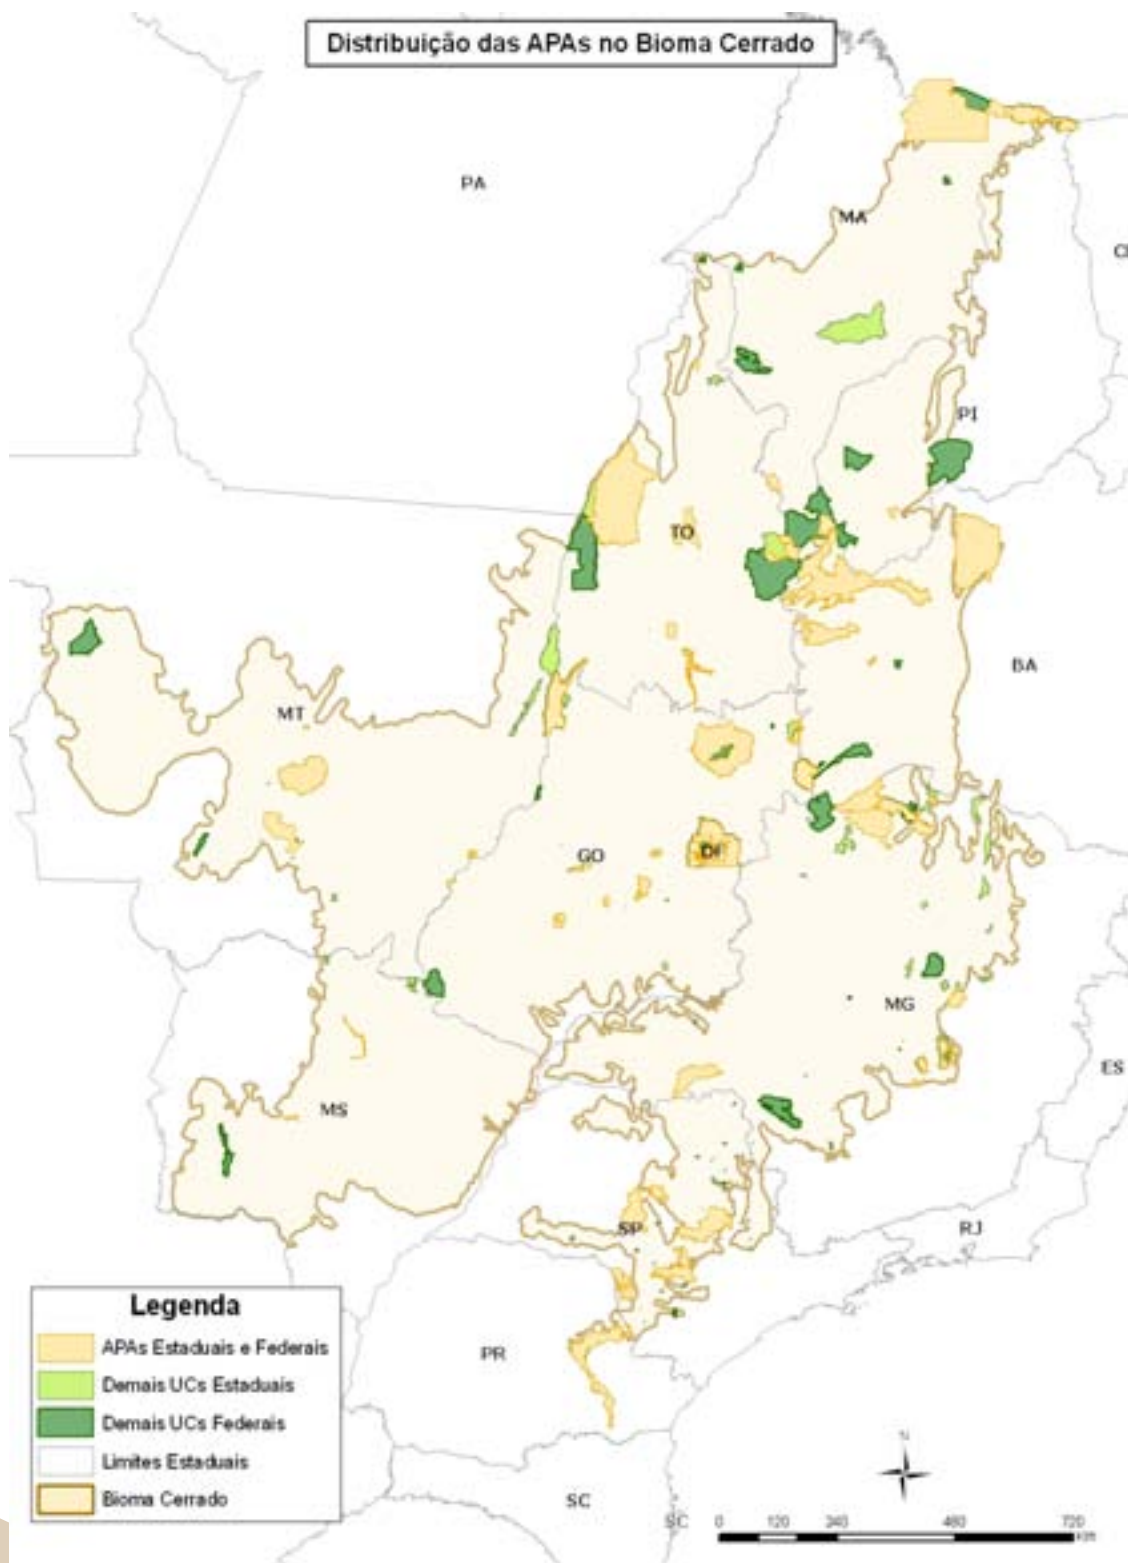 Distribuição das APAs no Bioma Cerrado
PA
MA
PI
TO
BA
MT
GO
DF
MG
ES
MS
SP
RJ
PR
SC
SC
Legenda
APAs Estaduais e Federais
Demais UCs Estaduais
Demais UCs Federais
Limites Estaduais
Bioma Cerrado
N
0 120 240 480 720
Km